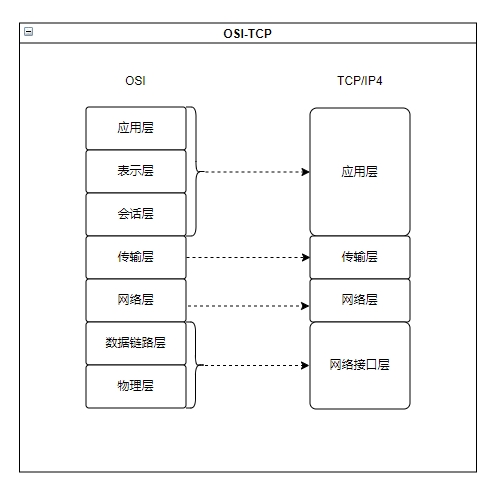 OSI-TCP
OSI
TCP/IP4
应用层
表示层
会话层
传输层
网络层
数据链路层
物理层
应用层
传输层
网络层
网络接口层